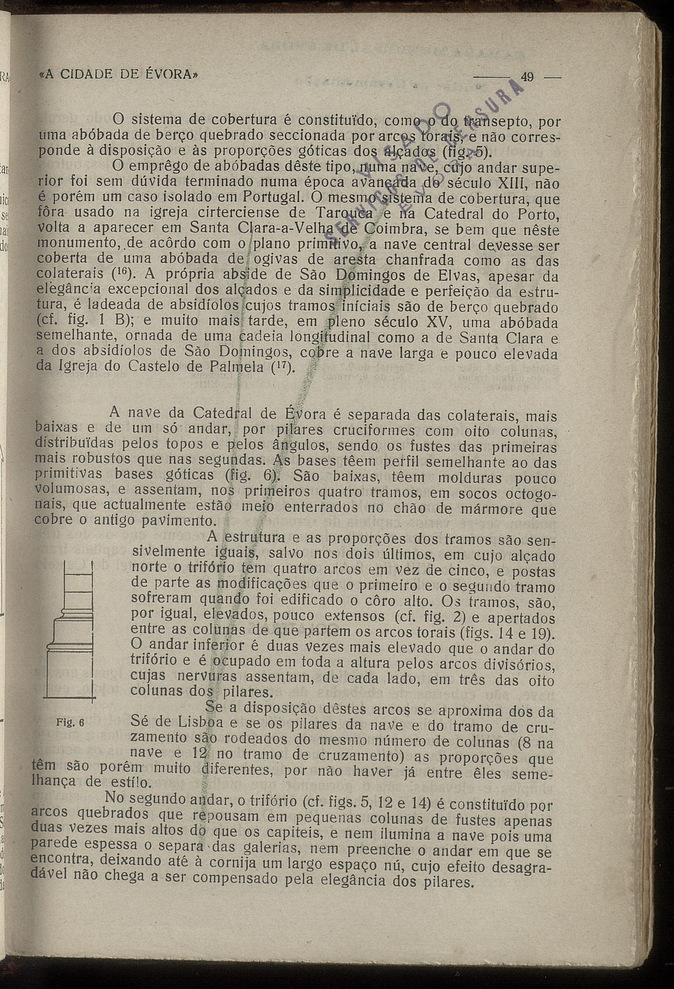 «A CIDADE DE ÉVORA» 49
VISADO
SERVIÇOS DE CENSURA
ÉVORA
O sistema de cobertura é constituído, como o do transepto, por
uma abóbada de berço quebrado seccionada por arcos torais, e não corres-
ponde à disposição e às proporções góticas dos alçados (fig. 5).
O emprêgo de abóbadas dêste tipo, numa nave, cujo andar supe-
rior foi sem dúvida terminado numa época avançada do século XIII, não
é porém um caso isolado em Portugal. O mesmo sistema de cobertura, que
fôra usado na igreja cirterciense de Tarouca e na Catedral do Porto,
volta a aparecer em Santa Clara-a-Velha de Coimbra, se bem que nêste
monumento, de acôrdo com o plano primitivo, a nave central devesse ser
coberta de uma abóbada de ogivas de aresta chanfrada como as das
colaterais (¹⁶). A própria abside de São Domingos de Elvas, apesar da
elegância excepcional dos alçados e da simplicidade e perfeição da estru-
tura, é ladeada de absidíolos cujos tramos iniciais são de berço quebrado
(cf. fig. 1 B); e muito mais tarde, em pleno século XV, uma abóbada
semelhante, ornada de uma cadeia longitudinal como a de Santa Clara e
a dos absidíolos de São Domingos, cobre a nave larga e pouco elevada
da Igreja do Castelo de Palmela (¹⁷).
A nave da Catedral de Évora é separada das colaterais, mais
baixas e de um só andar, por pilares cruciformes com oito colunas,
distribuïdas pelos topos e pelos ângulos, sendo os fustes das primeiras
mais robustos que nas segundas. As bases têem perfil semelhante ao das
primitivas bases góticas (fig. 6). São baixas, têem molduras pouco
volumosas, e assentam, nos primeiros quatro tramos, em socos octogo-
nais, que actualmente estão meio enterrados no chão de mármore que
cobre o antigo pavimento.
A estrutura e as proporções dos tramos são sen-
sivelmente iguais, salvo nos dois últimos, em cujo alçado
norte o trifório tem quatro arcos em vez de cinco, e postas
de parte as modificações que o primeiro e o segundo tramo
sofreram quando foi edificado o côro alto. Os tramos, são,
por igual, elevados, pouco extensos (cf. fig. 2) e apertados
entre as colunas de que partem os arcos torais (figs. 14 e 19).
O andar inferior é duas vezes mais elevado que o andar do
trifório e é ocupado em toda a altura pelos arcos divisórios,
cujas nervuras assentam, de cada lado, em três das oito
colunas dos pilares.
Fig. 6
Se a disposição dêstes arcos se aproxima dos da
Sé de Lisboa e se os pilares da nave e do tramo de cru-
zamento são rodeados do mesmo número de colunas (8 na
nave e 12 no tramo de cruzamento) as proporções que
têm são porém muito diferentes, por não haver já entre êles seme-
lhança de estilo.
No segundo andar, o trifório (cf. figs. 5, 12 e 14) é constituído por
arcos quebrados que repousam em pequenas colunas de fustes apenas
duas vezes mais altos do que os capiteis, e nem ilumina a nave pois uma
parede espessa o separa das galerias, nem preenche o andar em que se
encontra, deixando até à cornija um largo espaço nú, cujo efeito desagra-
dável não chega a ser compensado pela elegância dos pilares.